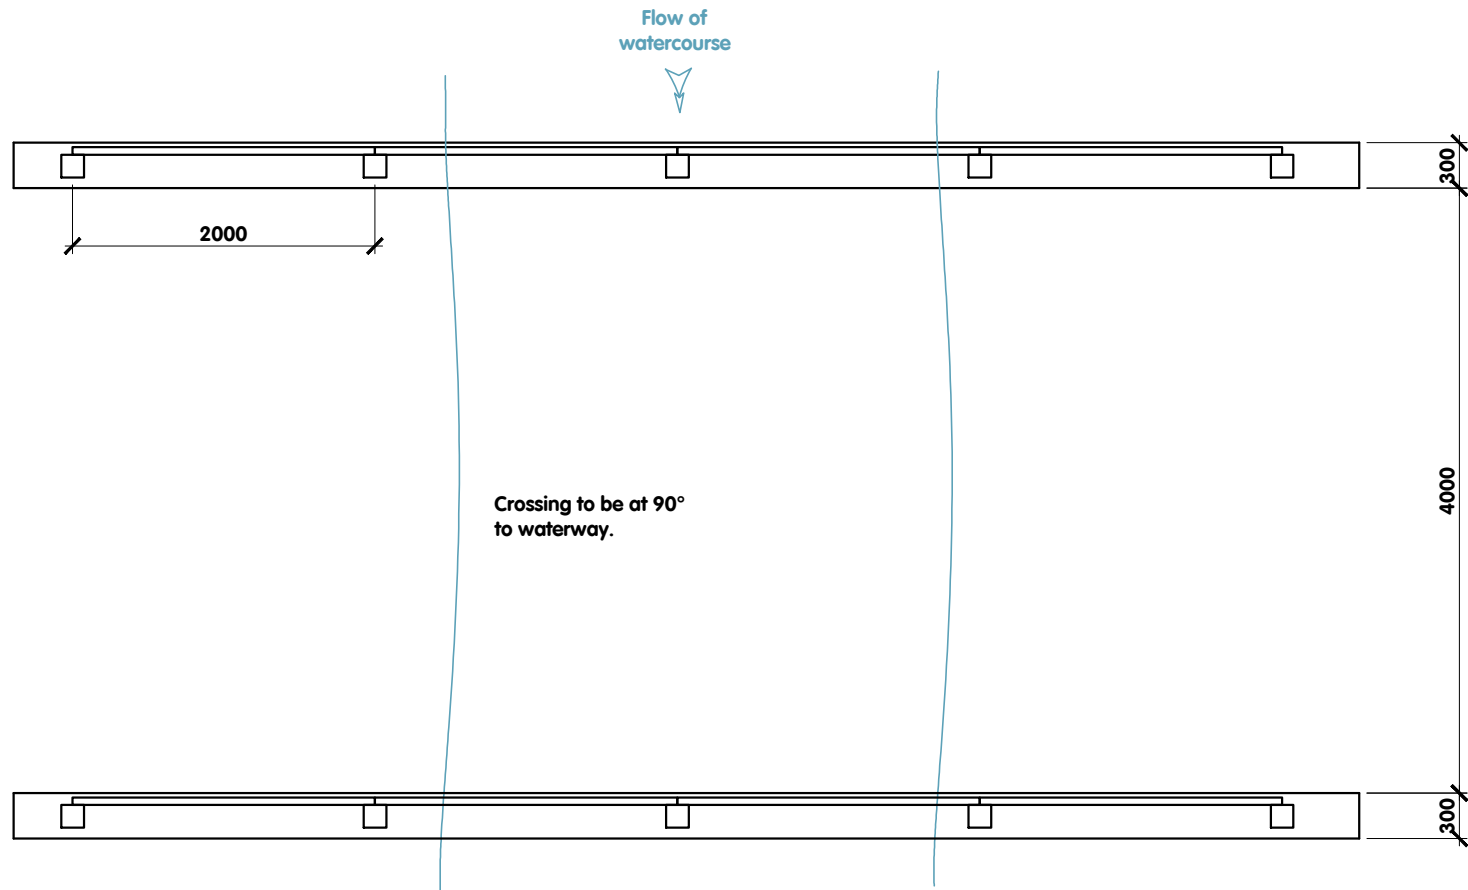 Flow of
watercourse
300
2000
4000
Crossing to be at 90°
to waterway.
300